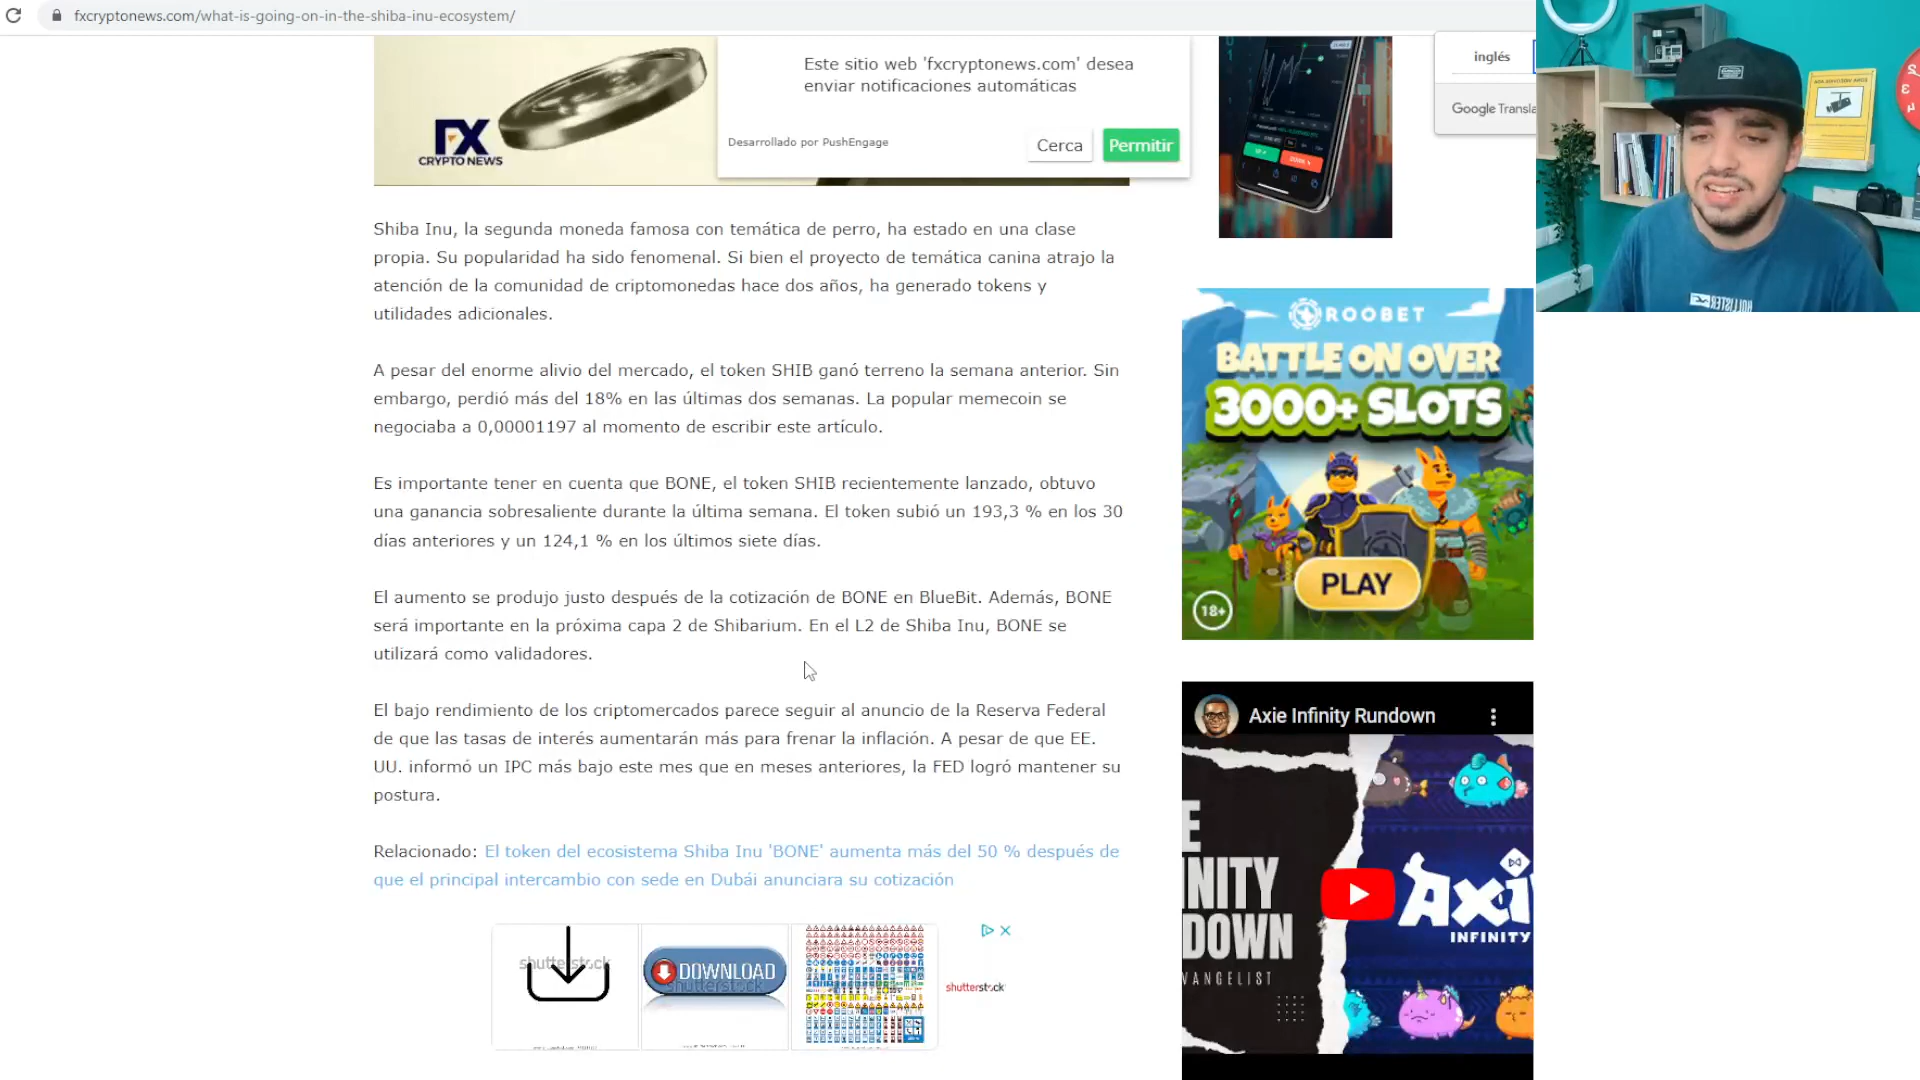 fxcryptonews.com/what-is-going-on-in-the-shiba-inu-ecosystem/
Este sitio web 'fxcryptonews.com' desea
enviar notificaciones automáticas
Desarrollado por PushEngage
Cerca
Permitir
inglés
Google Transla
FX
CRYPTO NEWS
Shiba Inu, la segunda moneda famosa con temática de perro, ha estado en una clase
propia. Su popularidad ha sido fenomenal. Si bien el proyecto de temática canina atrajo la
atención de la comunidad de criptomonedas hace dos años, ha generado tokens y
utilidades adicionales.
A pesar del enorme alivio del mercado, el token SHIB ganó terreno la semana anterior. Sin
embargo, perdió más del 18% en las últimas dos semanas. La popular memecoin se
negociaba a 0,00001197 al momento de escribir este artículo.
Es importante tener en cuenta que BONE, el token SHIB recientemente lanzado, obtuvo
una ganancia sobresaliente durante la última semana. El token subió un 193,3 % en los 30
días anteriores y un 124,1 % en los últimos siete días.
El aumento se produjo justo después de la cotización de BONE en BlueBit. Además, BONE
será importante en la próxima capa 2 de Shibarium. En el L2 de Shiba Inu, BONE se
utilizará como validadores.
El bajo rendimiento de los criptomercados parece seguir al anuncio de la Reserva Federal
de que las tasas de interés aumentarán más para frenar la inflación. A pesar de que EE.
UU. informó un IPC más bajo este mes que en meses anteriores, la FED logró mantener su
postura.
Relacionado: El token del ecosistema Shiba Inu 'BONE' aumenta más del 50 % después de
que el principal intercambio con sede en Dubái anunciara su cotización
shutterstock
DOWNLOAD
shutterstock
shutterstock
ROOBET
BATTLE ON OVER
3000+ SLOTS
PLAY
18+
Axie Infinity Rundown
E
INITY
DOWN
VANGELIST
AXI
INFINITY
HOLLISTER